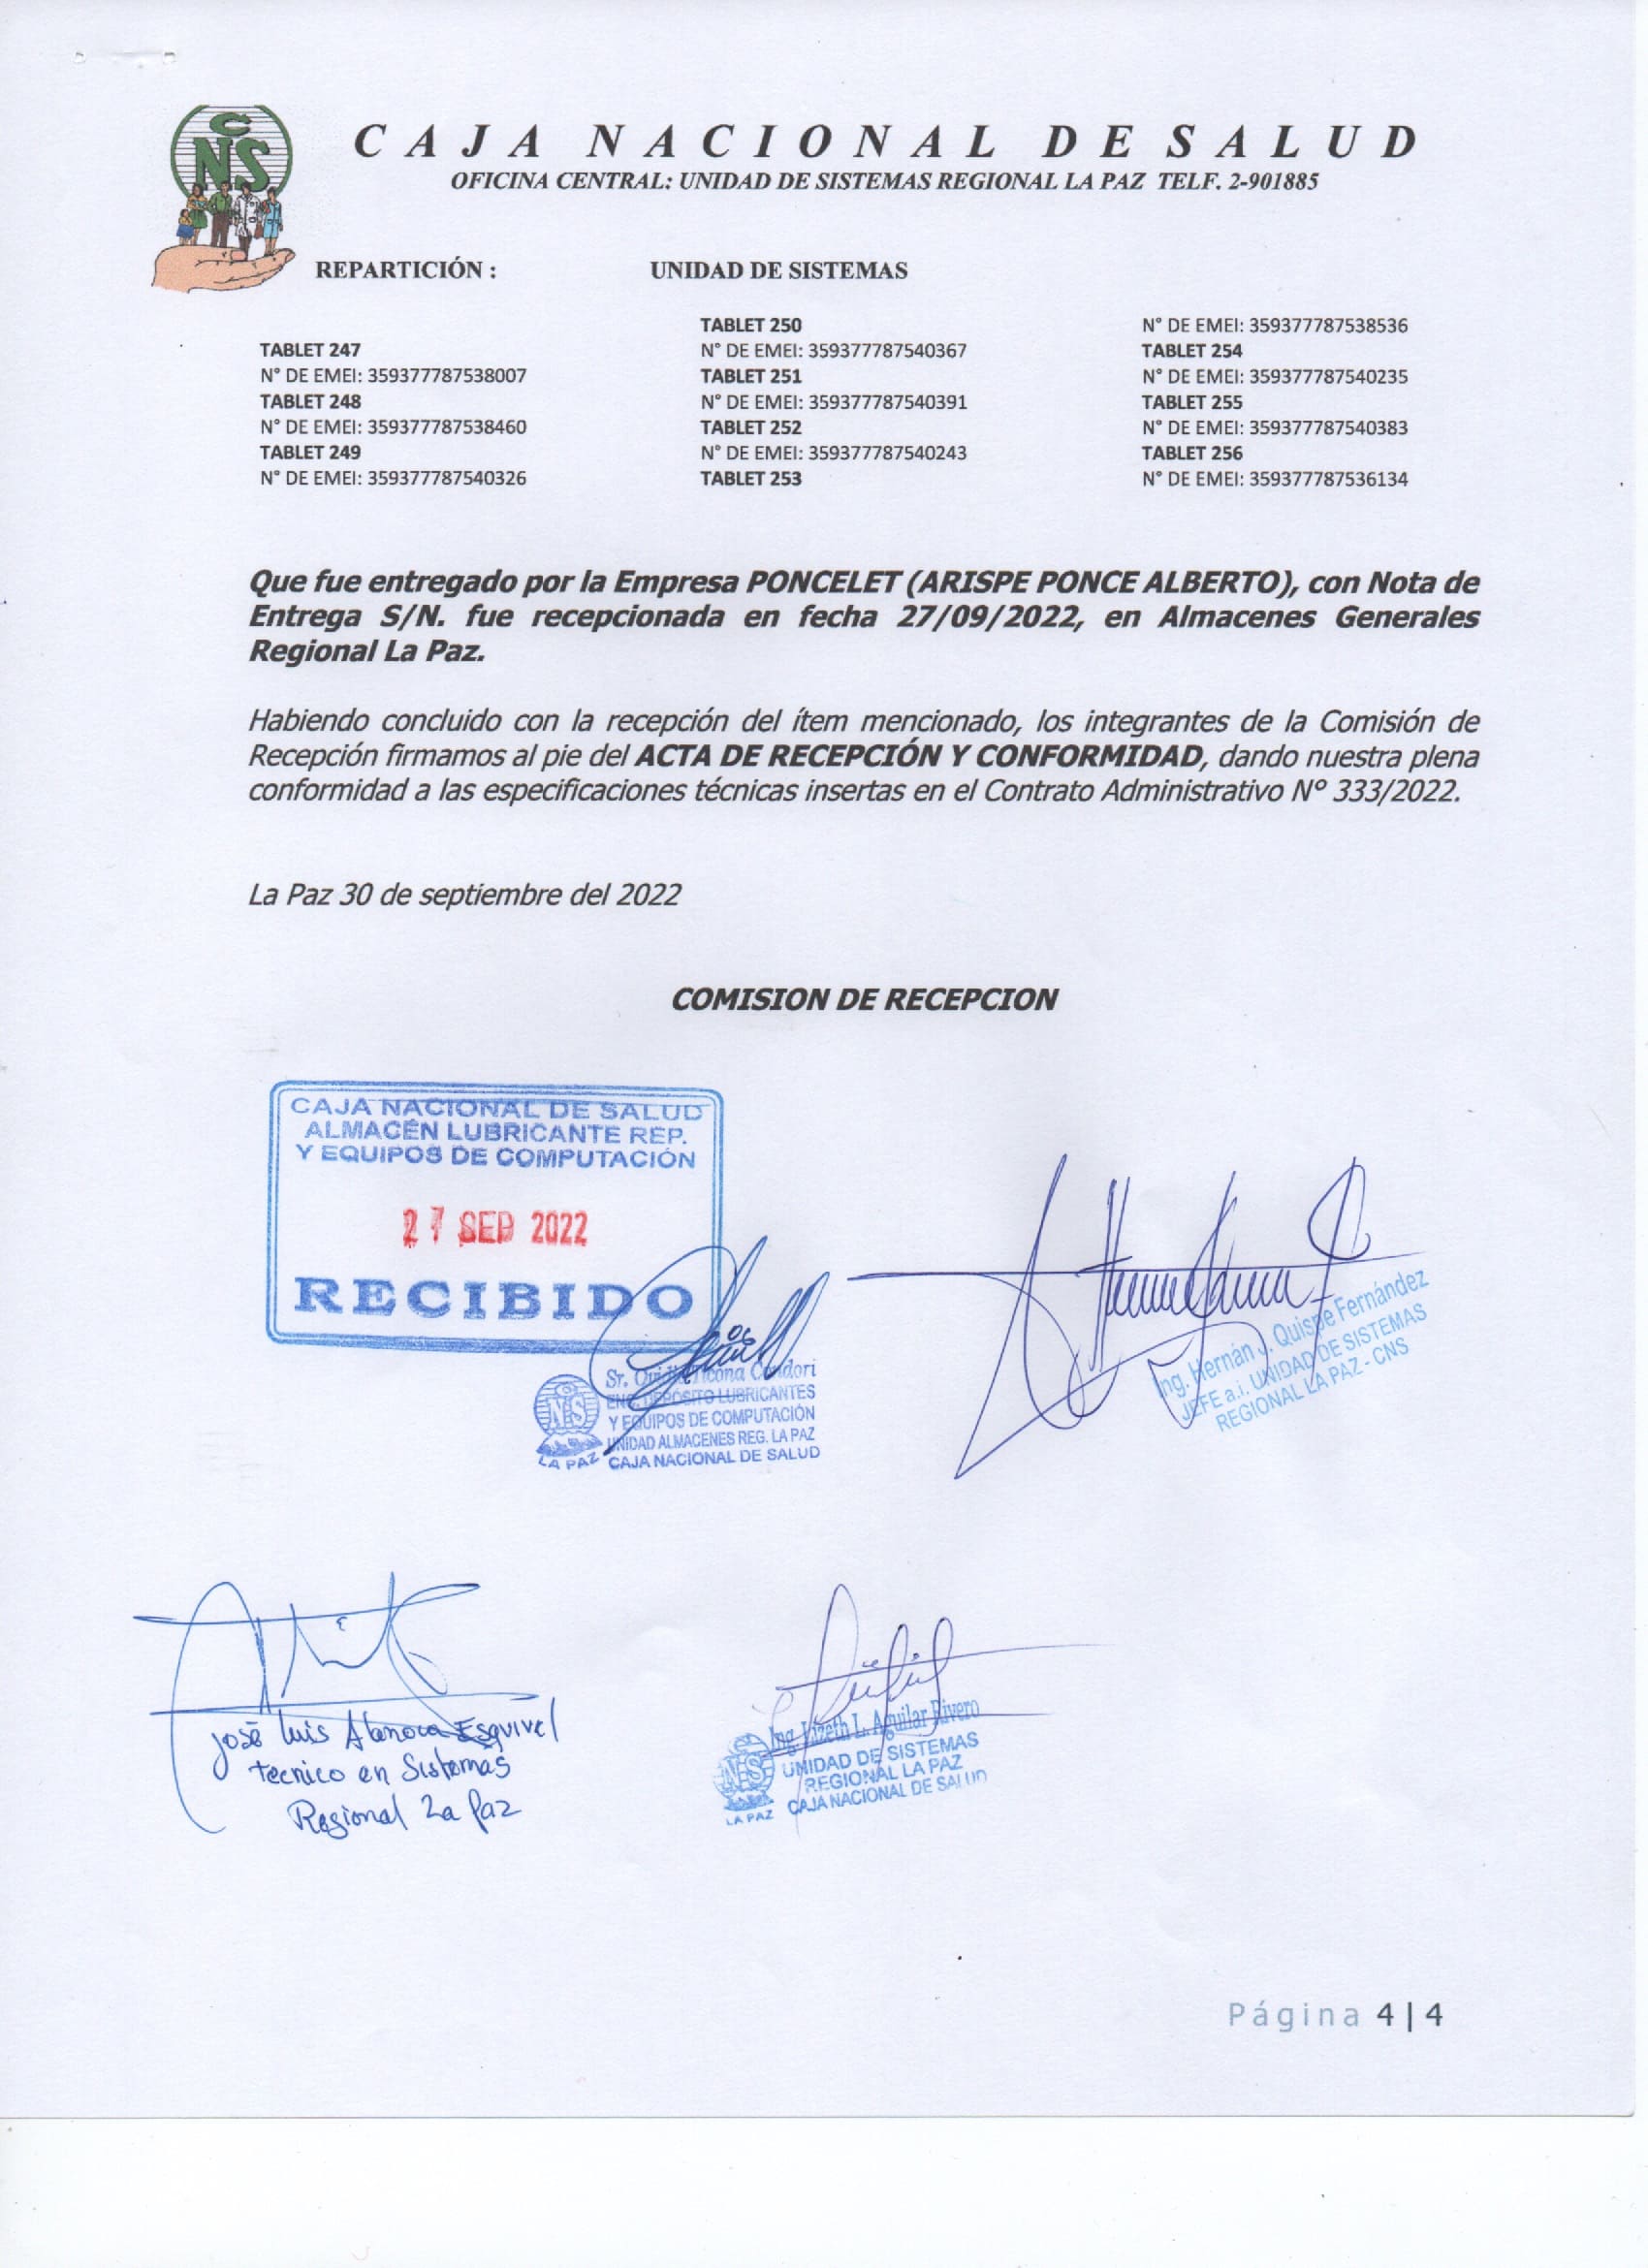 CNS
CAJA NACIONAL DE SALUD
OFICINA CENTRAL: UNIDAD DE SISTEMAS REGIONAL LA PAZ TELF. 2-901885
REPARTICIÓN : UNIDAD DE SISTEMAS
TABLET 247
N° DE EMEI: 359377787538007
TABLET 248
N° DE EMEI: 359377787538460
TABLET 249
N° DE EMEI: 359377787540326
TABLET 250
N° DE EMEI: 359377787540367
TABLET 251
N° DE EMEI: 359377787540391
TABLET 252
N° DE EMEI: 359377787540243
TABLET 253
N° DE EMEI: 359377787538536
TABLET 254
N° DE EMEI: 359377787540235
TABLET 255
N° DE EMEI: 359377787540383
TABLET 256
N° DE EMEI: 359377787536134
Que fue entregado por la Empresa PONCELET (ARISPE PONCE ALBERTO), con Nota de
Entrega S/N. fue recepcionada en fecha 27/09/2022, en Almacenes Generales
Regional La Paz.
Habiendo concluido con la recepción del ítem mencionado, los integrantes de la Comisión de
Recepción firmamos al pie del ACTA DE RECEPCIÓN Y CONFORMIDAD, dando nuestra plena
conformidad a las especificaciones técnicas insertas en el Contrato Administrativo Nº 333/2022.
La Paz 30 de septiembre del 2022
COMISION DE RECEPCION
CAJA NACIONAL DE SALUD
ALMACÉN LUBRICANTE REP.
Y EQUIPOS DE COMPUTACIÓN
27 SEP 2022
RECIBIDO
Sr. Ticona Condori
ENC. DEPÓSITO LUBRICANTES
Y EQUIPOS DE COMPUTACIÓN
UNIDAD ALMACENES REG. LA PAZ
CAJA NACIONAL DE SALUD
CNS
LA PAZ
Ing. Hernán J. Quispe Fernández
JEFE a.i. UNIDAD DE SISTEMAS
REGIONAL LA PAZ - CNS
José Luis Alanoca Esquivel
Tecnico en Sistemas
Regional La Paz
Ing. Lizeth L. Aguilar Rivero
UNIDAD DE SISTEMAS
REGIONAL LA PAZ
CAJA NACIONAL DE SALUD
CNS
LA PAZ
Página 4|4